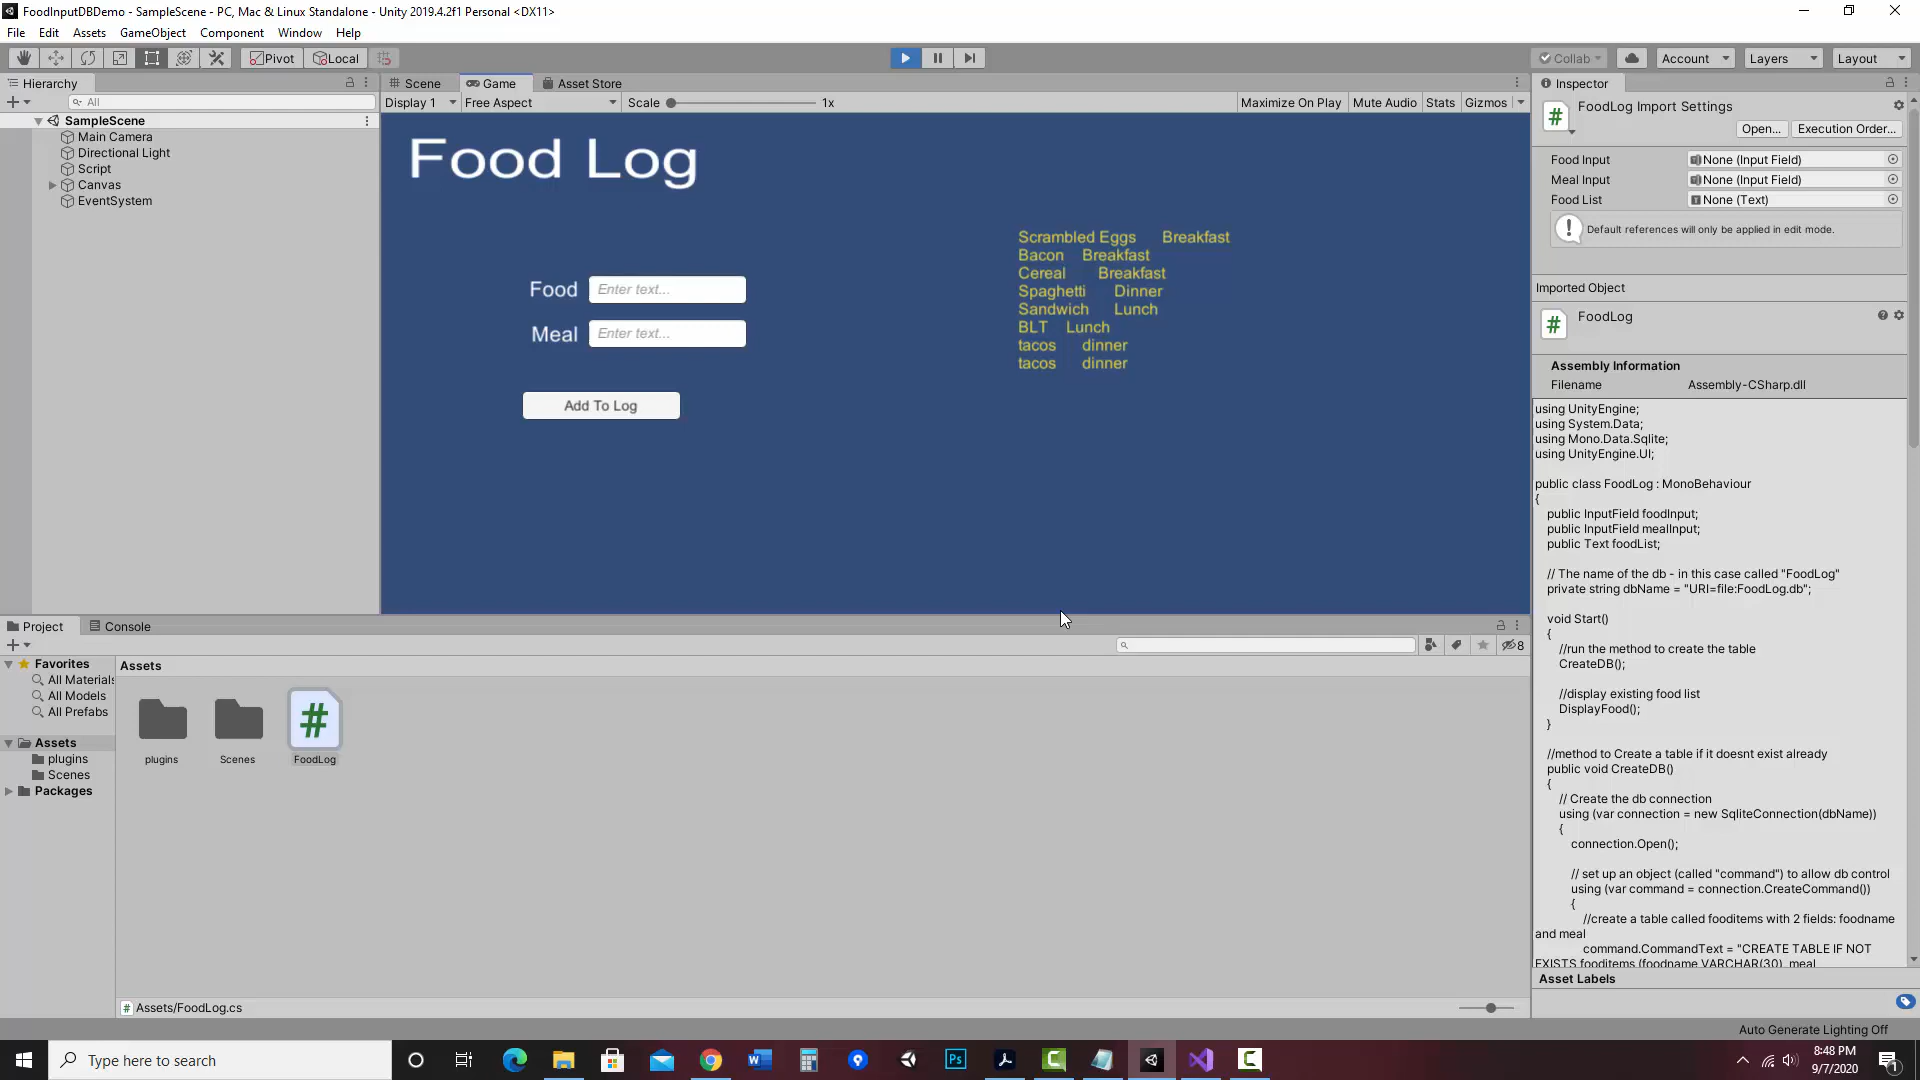 FoodInputDBDemo - SampleScene - PC, Mac & Linux Standalone - Unity 2019.4.2f1 Personal <DX11>
File Edit Assets GameObject Component Window Help
Pivot Local Collab Account Layers Layout
Hierarchy
All
SampleScene
Main Camera
Directional Light
Script
Canvas
EventSystem
Scene Game Asset Store
Display 1 Free Aspect Scale 1x Maximize On Play Mute Audio Stats Gizmos
Food Log
Food Enter text...
Meal Enter text...
Add To Log
Scrambled Eggs Breakfast
Bacon Breakfast
Cereal Breakfast
Spaghetti Dinner
Sandwich Lunch
BLT Lunch
tacos dinner
tacos dinner
Inspector
FoodLog Import Settings
Open... Execution Order...
Food Input None (Input Field)
Meal Input None (Input Field)
Food List None (Text)
Default references will only be applied in edit mode.
Imported Object
FoodLog
Assembly Information
Filename Assembly-CSharp.dll
using UnityEngine;
using System.Data;
using Mono.Data.Sqlite;
using UnityEngine.UI;
public class FoodLog : MonoBehaviour
{
public InputField foodInput;
public InputField mealInput;
public Text foodList;
// The name of the db - in this case called "FoodLog"
private string dbName = "URI=file:FoodLog.db";
void Start()
{
//run the method to create the table
CreateDB();
//display existing food list
DisplayFood();
}
//method to Create a table if it doesnt exist already
public void CreateDB()
{
// Create the db connection
using (var connection = new SqliteConnection(dbName))
{
connection.Open();
// set up an object (called "command") to allow db control
using (var command = connection.CreateCommand())
{
//create a table called fooditems with 2 fields: foodname
and meal
command.CommandText = "CREATE TABLE IF NOT
EXISTS fooditems (foodname VARCHAR(30), meal
Asset Labels
Project Console
8
Favorites
All Materials
All Models
All Prefabs
Assets
plugins
Scenes
Packages
Assets
plugins Scenes FoodLog
Assets/FoodLog.cs
Auto Generate Lighting Off
Type here to search
8:48 PM
9/7/2020
1